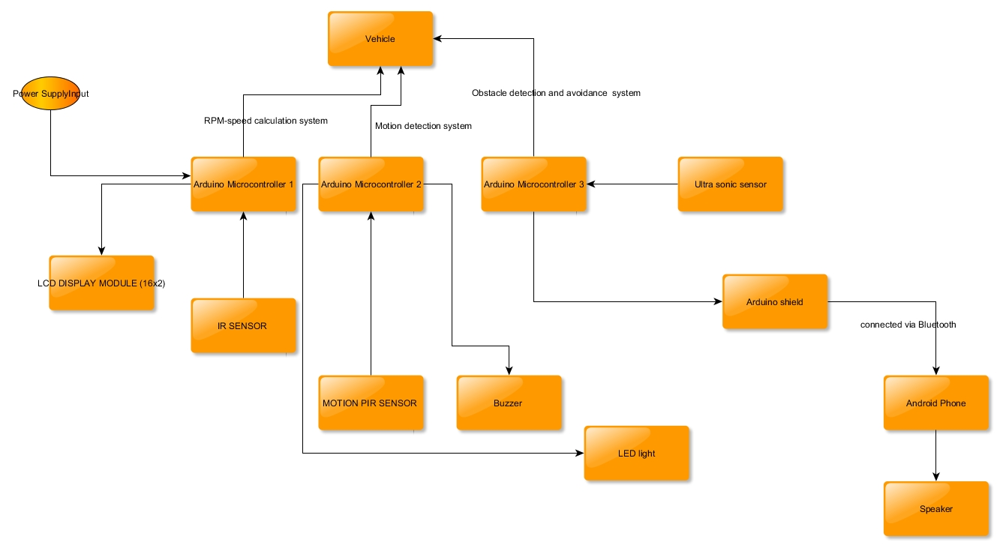 Vehicle
Power SupplyInput
Obstacle detection and avoidance  system
RPM-speed calculation system
Motion detection system
Arduino Microcontroller 1
Arduino Microcontroller 2
Arduino Microcontroller 3
Ultra sonic sensor
LCD DISPLAY MODULE (16x2)
Arduino shield
IR SENSOR
connected via Bluetooth
MOTION PIR SENSOR
Buzzer
Android Phone
LED light
Speaker